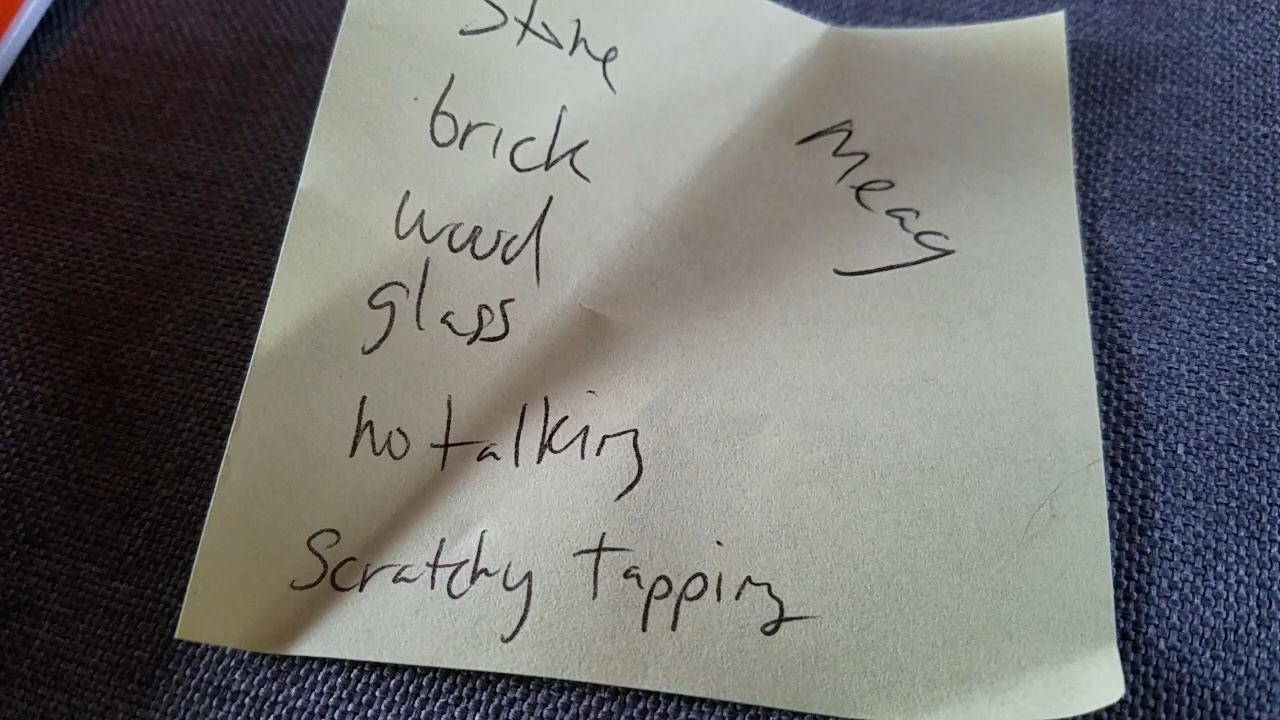 Stone
brick
wood
glass
no talking
Scratchy tapping
Meag